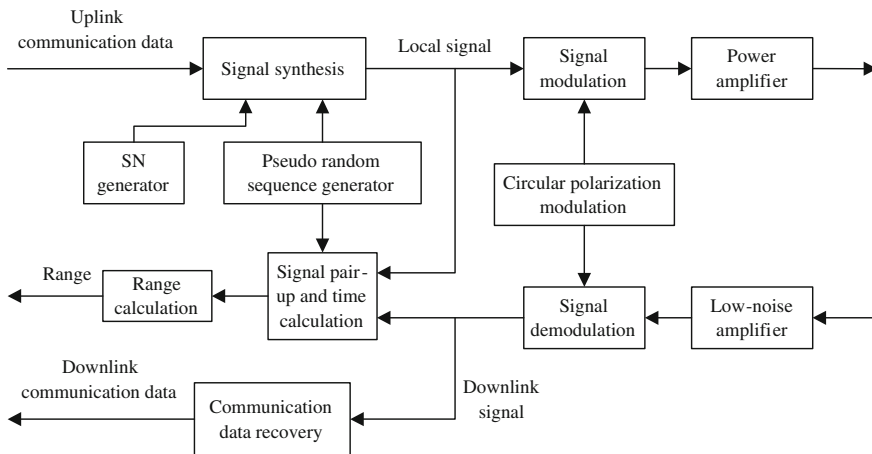 Uplink
communication data
Signal synthesis
Local signal
Signal
modulation
Power
amplifier
SN
generator
Pseudo random
sequence generator
Circular polarization
modulation
Range
Range
calculation
Signal pair-
up and time
calculation
Signal
demodulation
Low-noise
amplifier
Downlink
communication data
Communication
data recovery
Downlink
signal